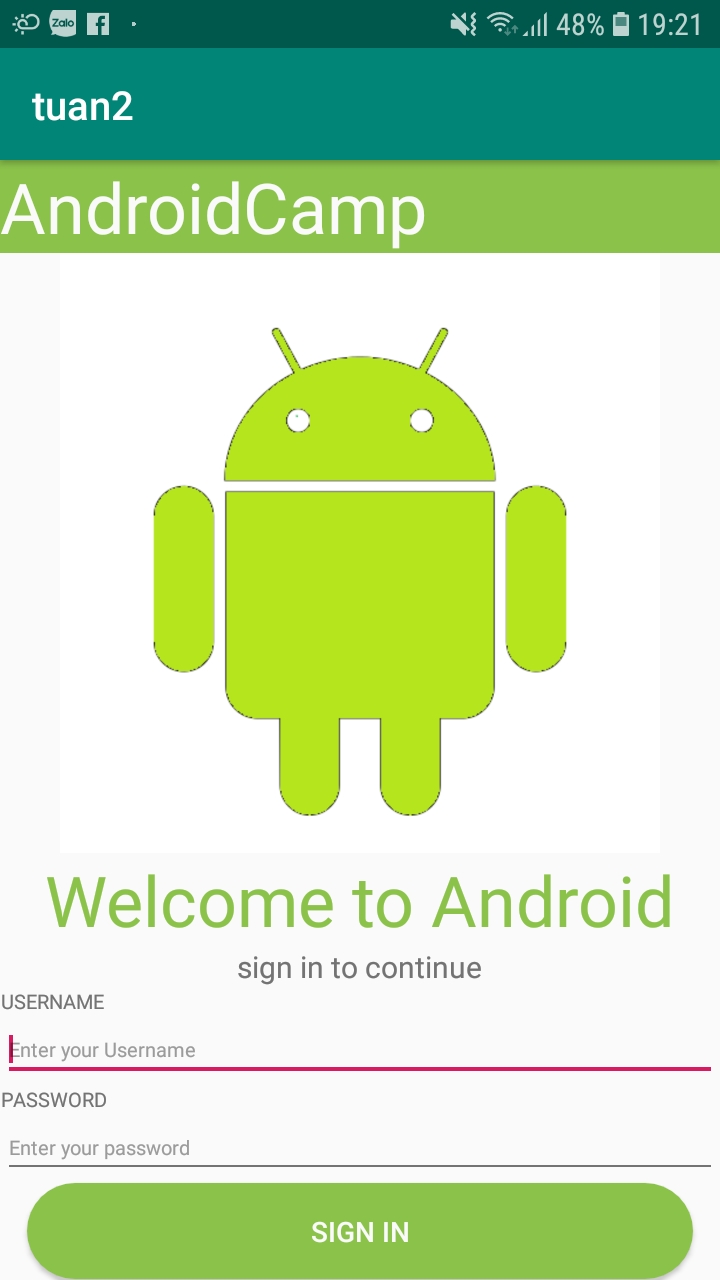 Zalo 48% 19:21
tuan2
AndroidCamp
Welcome to Android
sign in to continue
USERNAME
Enter your Username
PASSWORD
Enter your password
SIGN IN